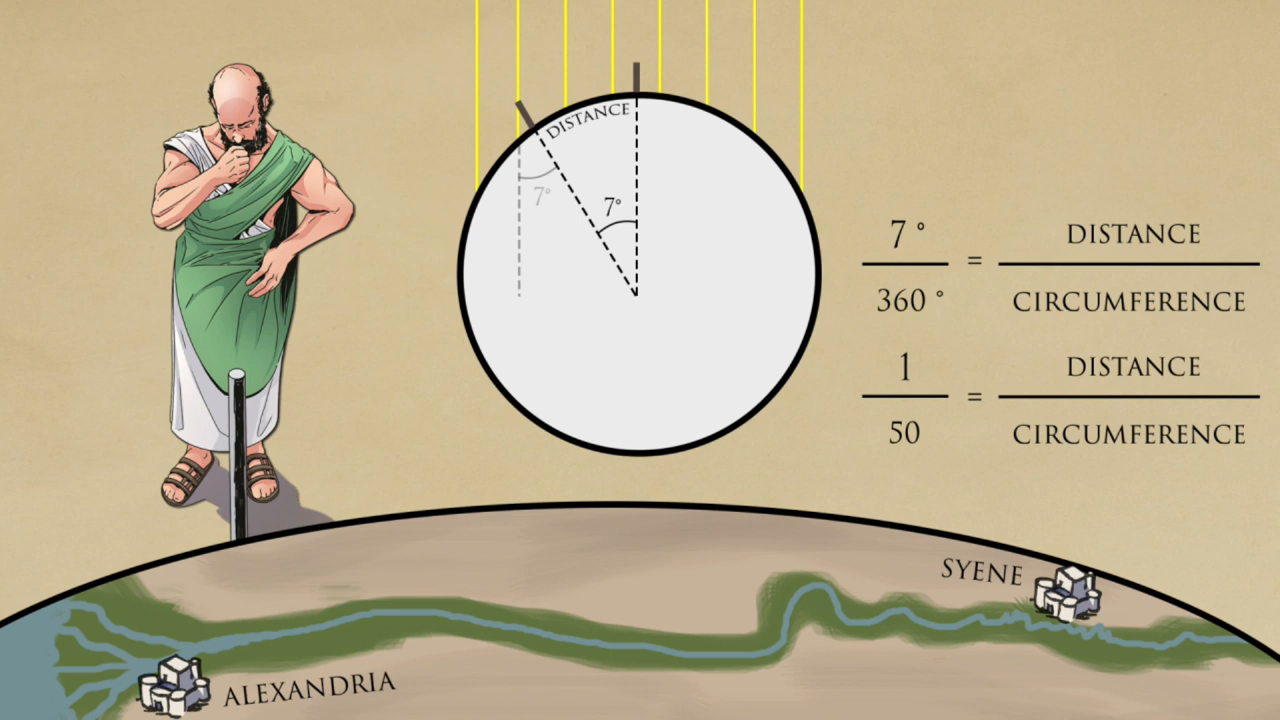 DISTANCE
7°
7°
7 ° = DISTANCE
360 ° CIRCUMFERENCE
1 = DISTANCE
50 CIRCUMFERENCE
SYENE
ALEXANDRIA